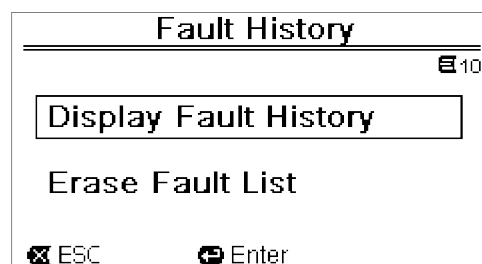 Fault History
10
Display Fault History
Erase Fault List
ESC Enter